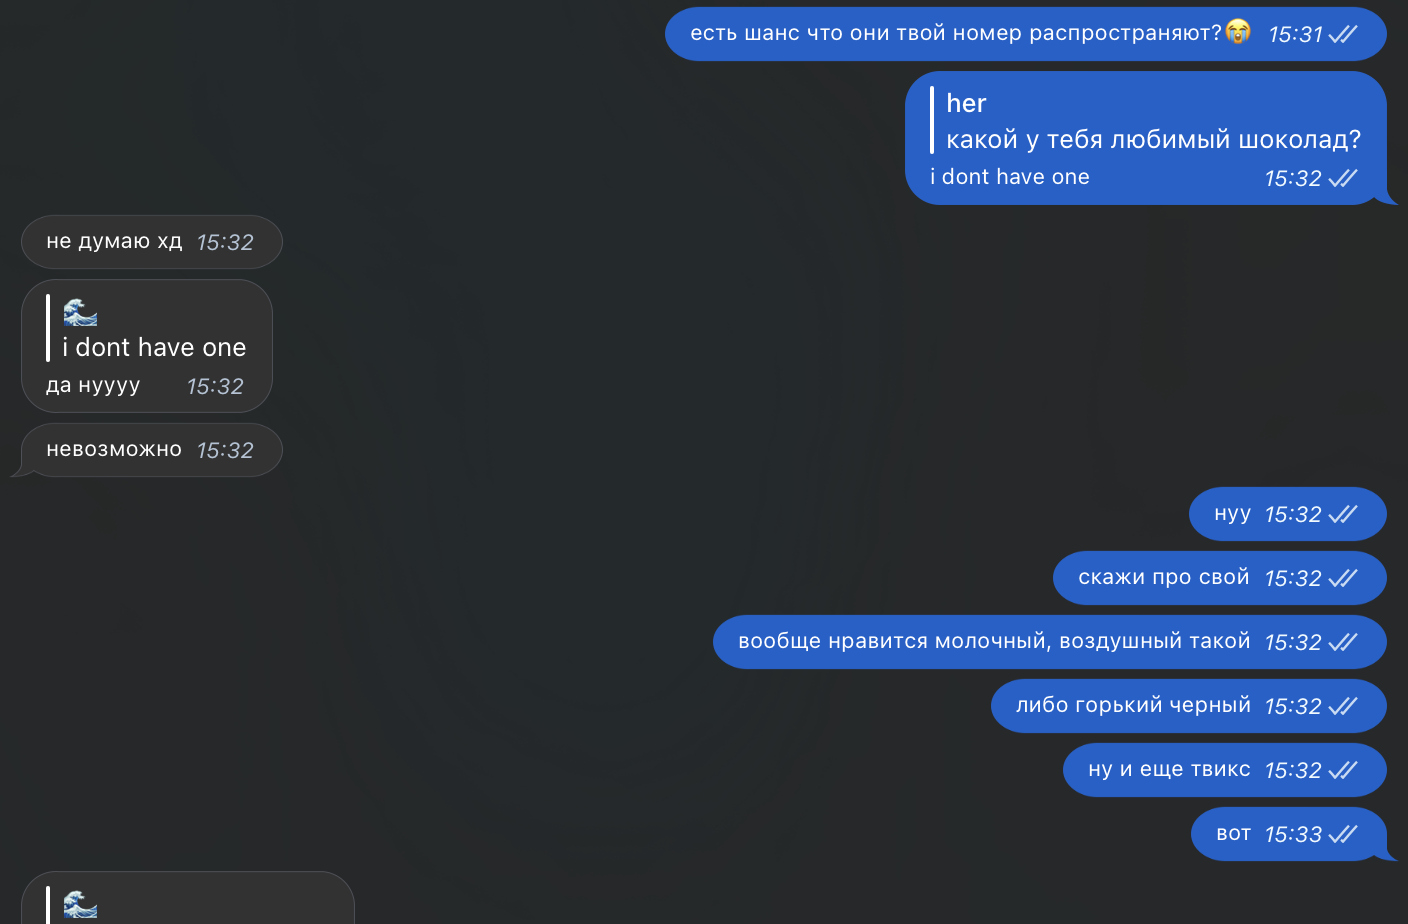 есть шанс что они твой номер распространяют?😭 15:31
her
какой у тебя любимый шоколад?
i dont have one 15:32
не думаю хд 15:32
🌊
i dont have one
да нуууу 15:32
невозможно 15:32
нуу 15:32
скажи про свой 15:32
вообще нравится молочный, воздушный такой 15:32
либо горький черный 15:32
ну и еще твикс 15:32
вот 15:33
🌊